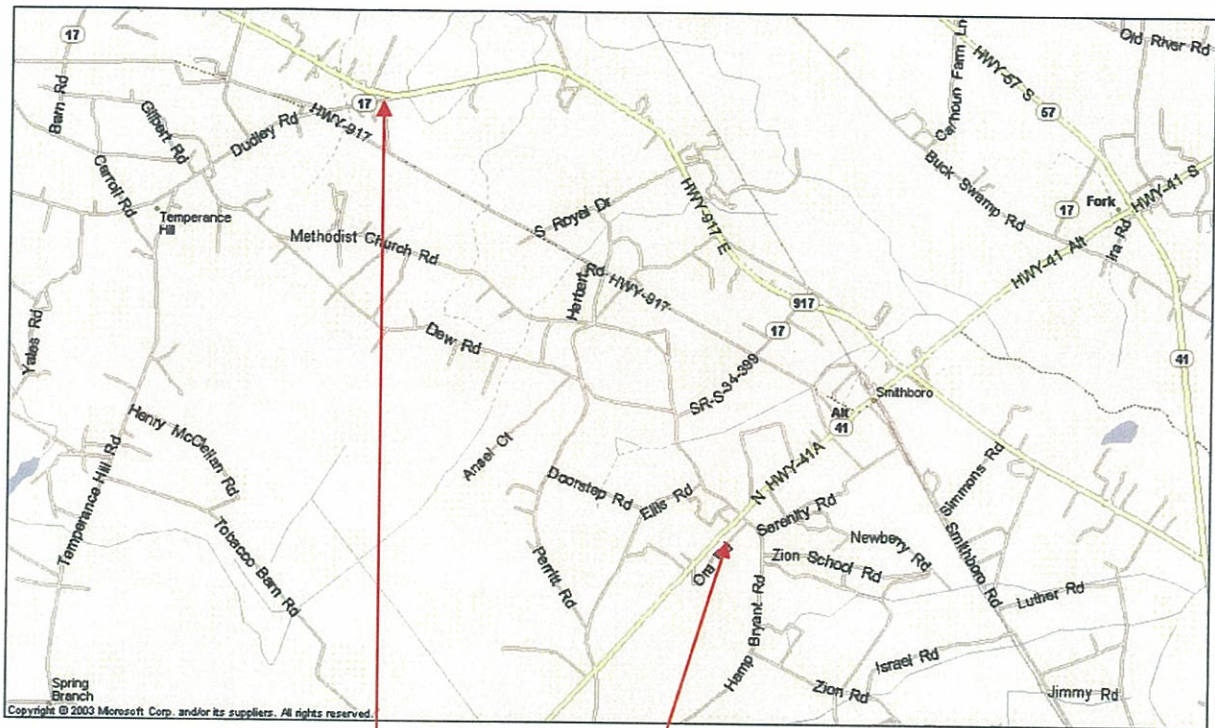 17
Barn Rd
Gilbert Rd
Carroll Rd
Dudley Rd
17
HWY-917
Temperance
Hill
Methodist Church Rd
S Royal Dr
Herbert Rd
HWY-917
HWY-917 E
917
17
Dew Rd
SR-S-34-399
Yates Rd
Henry McClellan Rd
Temperance Hill Rd
Tobacco Barn Rd
Spring
Branch
Ansel Ct
Doorstep Rd
Ellis Rd
Perritt Rd
Ora
N HWY-41A
Alt
41
Smithboro
Serenity Rd
Newberry Rd
Zion School Rd
Hamp Bryant Rd
Zion Rd
Israel Rd
Simmons Rd
Smithboro Rd
Luther Rd
Jimmy Rd
Farm Ln
Old River Rd
HWY-57 S
57
Buck Swamp Rd
17
Fork
HWY-41 S
HWY-41 Alt
Ira Rd
41
Copyright © 2003 Microsoft Corp. and/or its suppliers. All rights reserved.